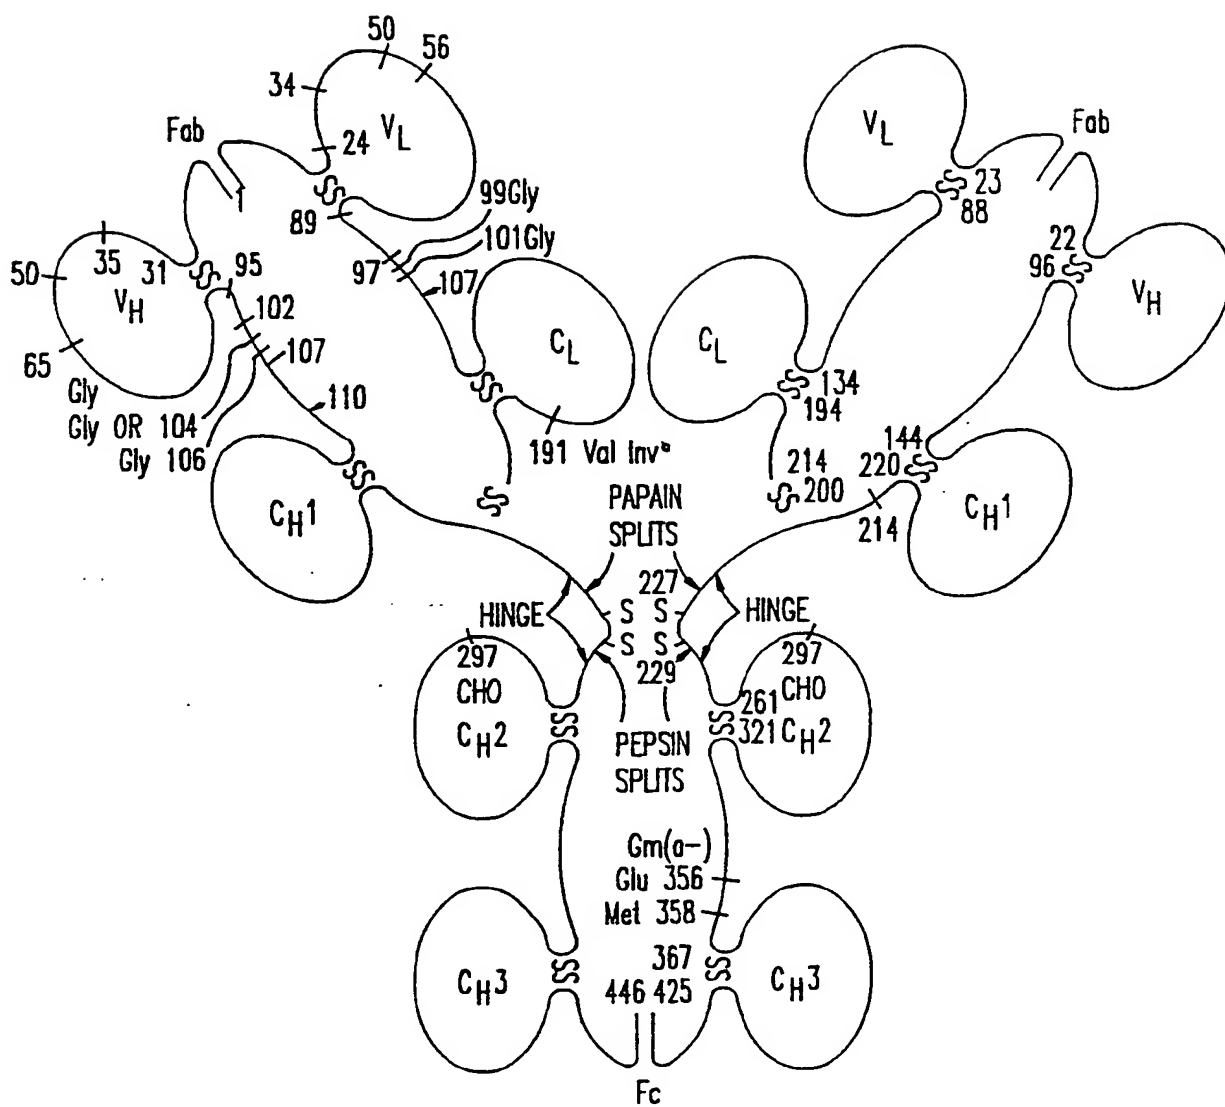 50
56
34
Fab
24
V L
V L
Fab
1
99Gly
89
101Gly
23
88
50
35
31
95
97
107
22
96
V H
102
C L
C L
V H
65
107
134
194
Gly
110
Gly OR 104
Gly 106
191 Val Inv
144
220
214
200
C H 1
PAPAIN
SPLITS
214
C H 1
227
HINGE
S S
HINGE
S S
297
229
297
CHO
261 CHO
C H 2
321 C H 2
PEPSIN
SPLITS
Gm(a-)
Glu 356
Met 358
367
C H 3
446 425
C H 3
Fc